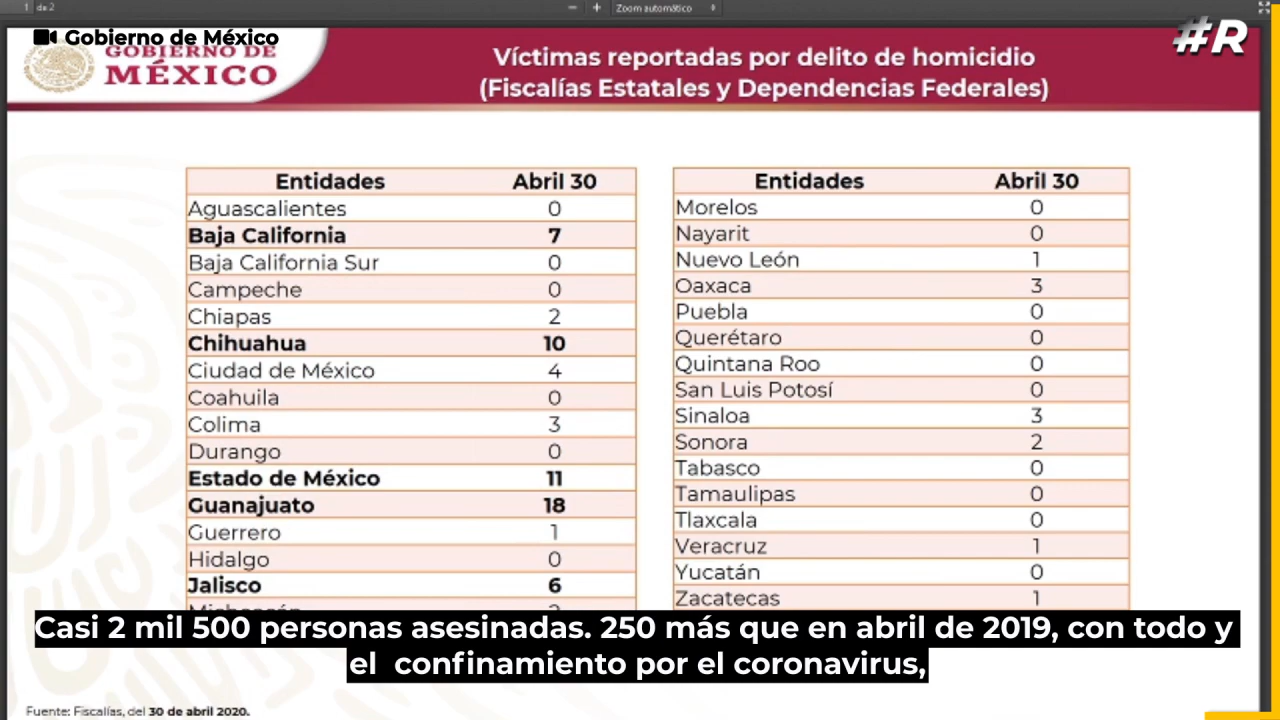 1 de 2
Zoom automático
Gobierno de México
GOBIERNO DE
MÉXICO
#R
Víctimas reportadas por delito de homicidio
(Fiscalías Estatales y Dependencias Federales)
Entidades Abril 30
Aguascalientes 0
Baja California 7
Baja California Sur 0
Campeche 0
Chiapas 2
Chihuahua 10
Ciudad de México 4
Coahuila 0
Colima 3
Durango 0
Estado de México 11
Guanajuato 18
Guerrero 1
Hidalgo 0
Jalisco 6
Entidades Abril 30
Morelos 0
Nayarit 0
Nuevo León 1
Oaxaca 3
Puebla 0
Querétaro 0
Quintana Roo 0
San Luis Potosí 0
Sinaloa 3
Sonora 2
Tabasco 0
Tamaulipas 0
Tlaxcala 0
Veracruz 1
Yucatán 0
Zacatecas 1
Casi 2 mil 500 personas asesinadas. 250 más que en abril de 2019, con todo y
el confinamiento por el coronavirus,
Fuente: Fiscalías, del 30 de abril 2020.